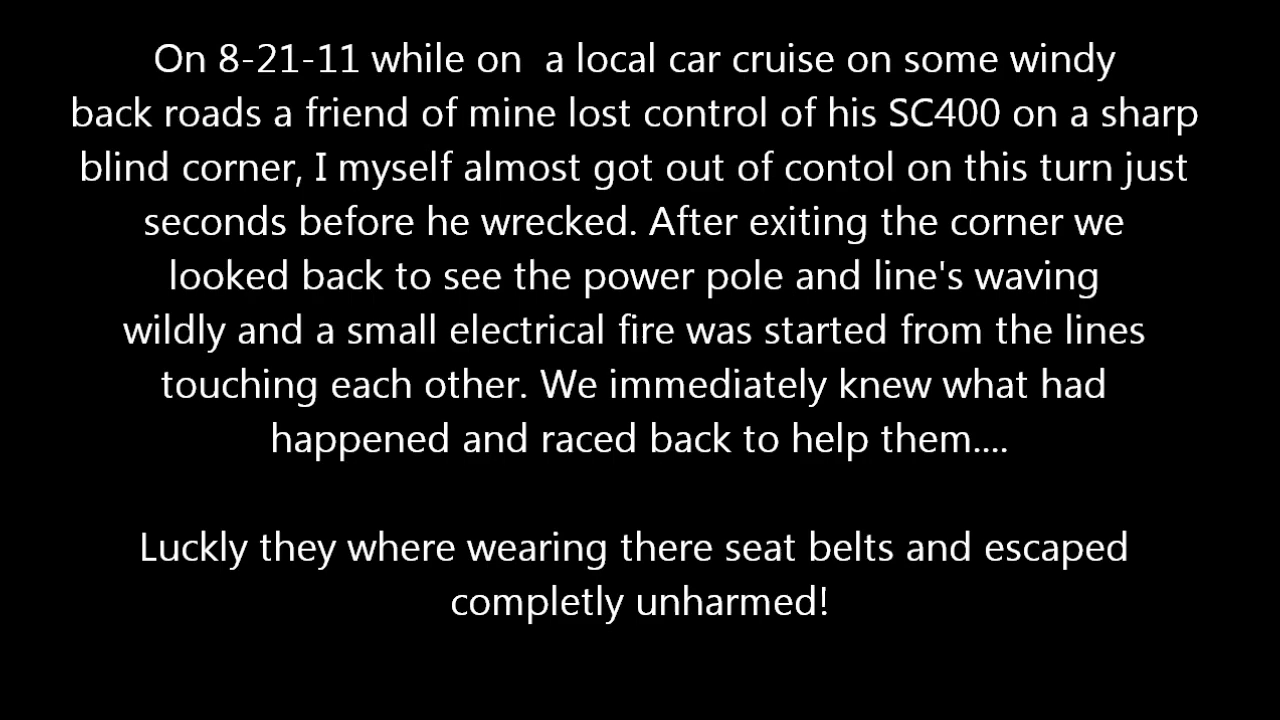 On 8-21-11 while on  a local car cruise on some windy
back roads a friend of mine lost control of his SC400 on a sharp
blind corner, I myself almost got out of contol on this turn just
seconds before he wrecked. After exiting the corner we
looked back to see the power pole and line's waving
wildly and a small electrical fire was started from the lines
touching each other. We immediately knew what had
happened and raced back to help them....
Luckly they where wearing there seat belts and escaped
completly unharmed!